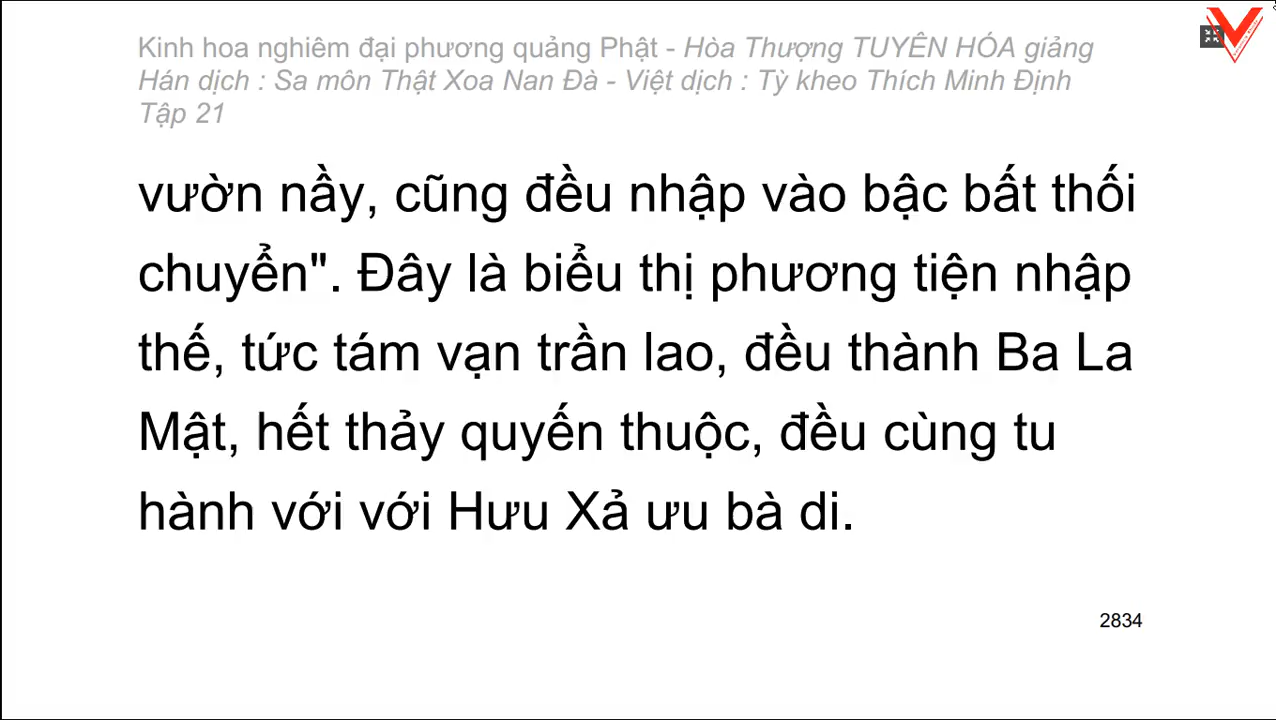 Kinh hoa nghiêm đại phương quảng Phật - Hòa Thượng TUYÊN HÓA giảng
Hán dịch : Sa môn Thật Xoa Nan Đà - Việt dịch : Tỳ kheo Thích Minh Định
Tập 21
vườn nầy, cũng đều nhập vào bậc bất thối
chuyển". Đây là biểu thị phương tiện nhập
thế, tức tám vạn trần lao, đều thành Ba La
Mật, hết thảy quyến thuộc, đều cùng tu
hành với với Hưu Xả ưu bà di.
2834